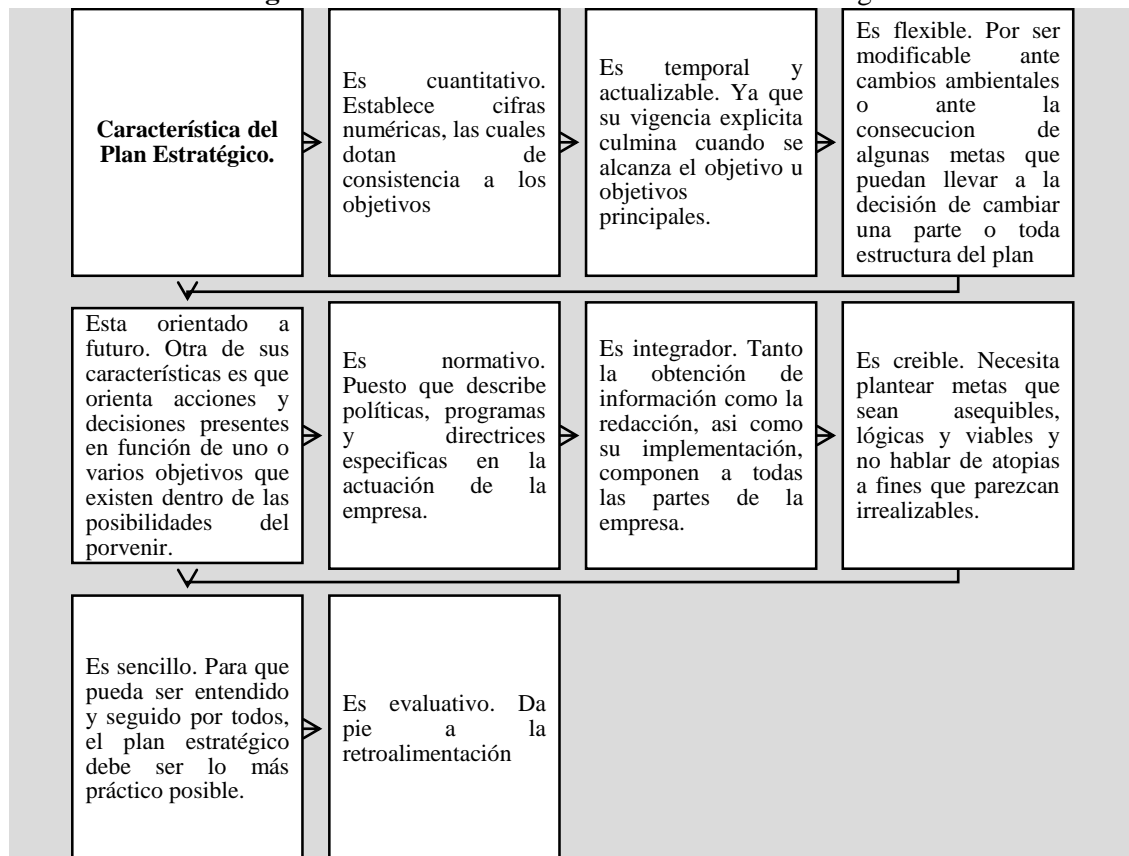 Característica del
Plan Estratégico.
Es cuantitativo.
Establece cifras
numéricas, las cuales
dotan de
consistencia a los
objetivos
Es temporal y
actualizable. Ya que
su vigencia explicita
culmina cuando se
alcanza el objetivo u
objetivos
principales.
Es flexible. Por ser
modificable ante
cambios ambientales
o ante la
consecucion de
algunas metas que
puedan llevar a la
decisión de cambiar
una parte o toda
estructura del plan
Esta orientado a
futuro. Otra de sus
características es que
orienta acciones y
decisiones presentes
en función de uno o
varios objetivos que
existen dentro de las
posibilidades del
porvenir.
Es normativo.
Puesto que describe
políticas, programas
y directrices
especificas en la
actuación de la
empresa.
Es integrador. Tanto
la obtención de
información como la
redacción, asi como
su implementación,
componen a todas
las partes de la
empresa.
Es creible. Necesita
plantear metas que
sean asequibles,
lógicas y viables y
no hablar de atopias
a fines que parezcan
irrealizables.
Es sencillo. Para que
pueda ser entendido
y seguido por todos,
el plan estratégico
debe ser lo más
práctico posible.
Es evaluativo. Da
pie a la
retroalimentación